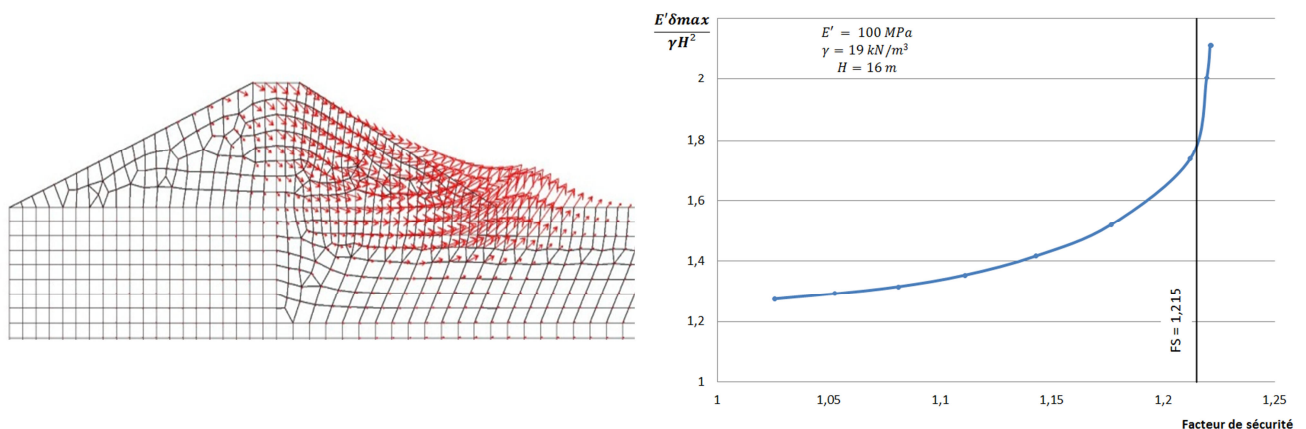 E'δmax
γH²
E' = 100 MPa
γ = 19 kN/m³
H = 16 m
2
1,8
1,6
1,4
1,2
1
FS = 1,215
1 1,05 1,1 1,15 1,2 1,25
Facteur de sécurité